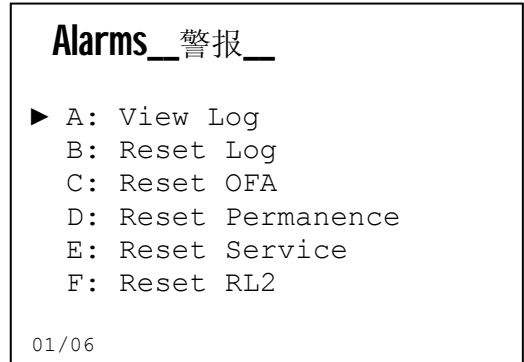 Alarms__警报__
► A: View Log
B: Reset Log
C: Reset OFA
D: Reset Permanence
E: Reset Service
F: Reset RL2
01/06